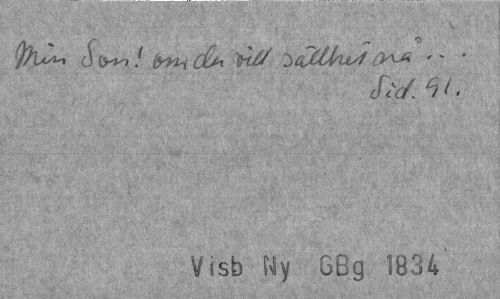 Min Son! om du vill sällhet nå...
Sid. 91.
Visb Ny GBg 1834